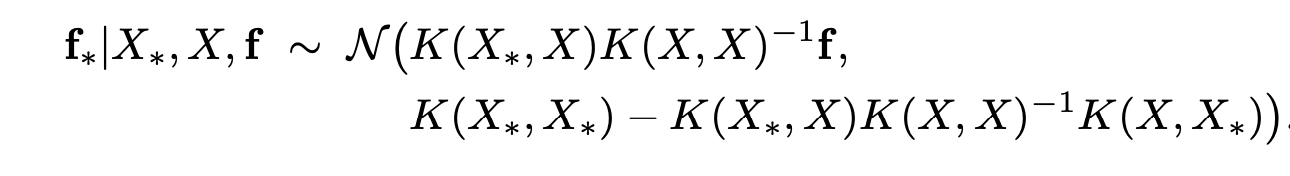 𝐟∗|X∗, X, 𝐟 ∼ 𝒩(K(X∗, X)K(X, X)⁻¹𝐟,
K(X∗, X∗) − K(X∗, X)K(X, X)⁻¹K(X, X∗)).